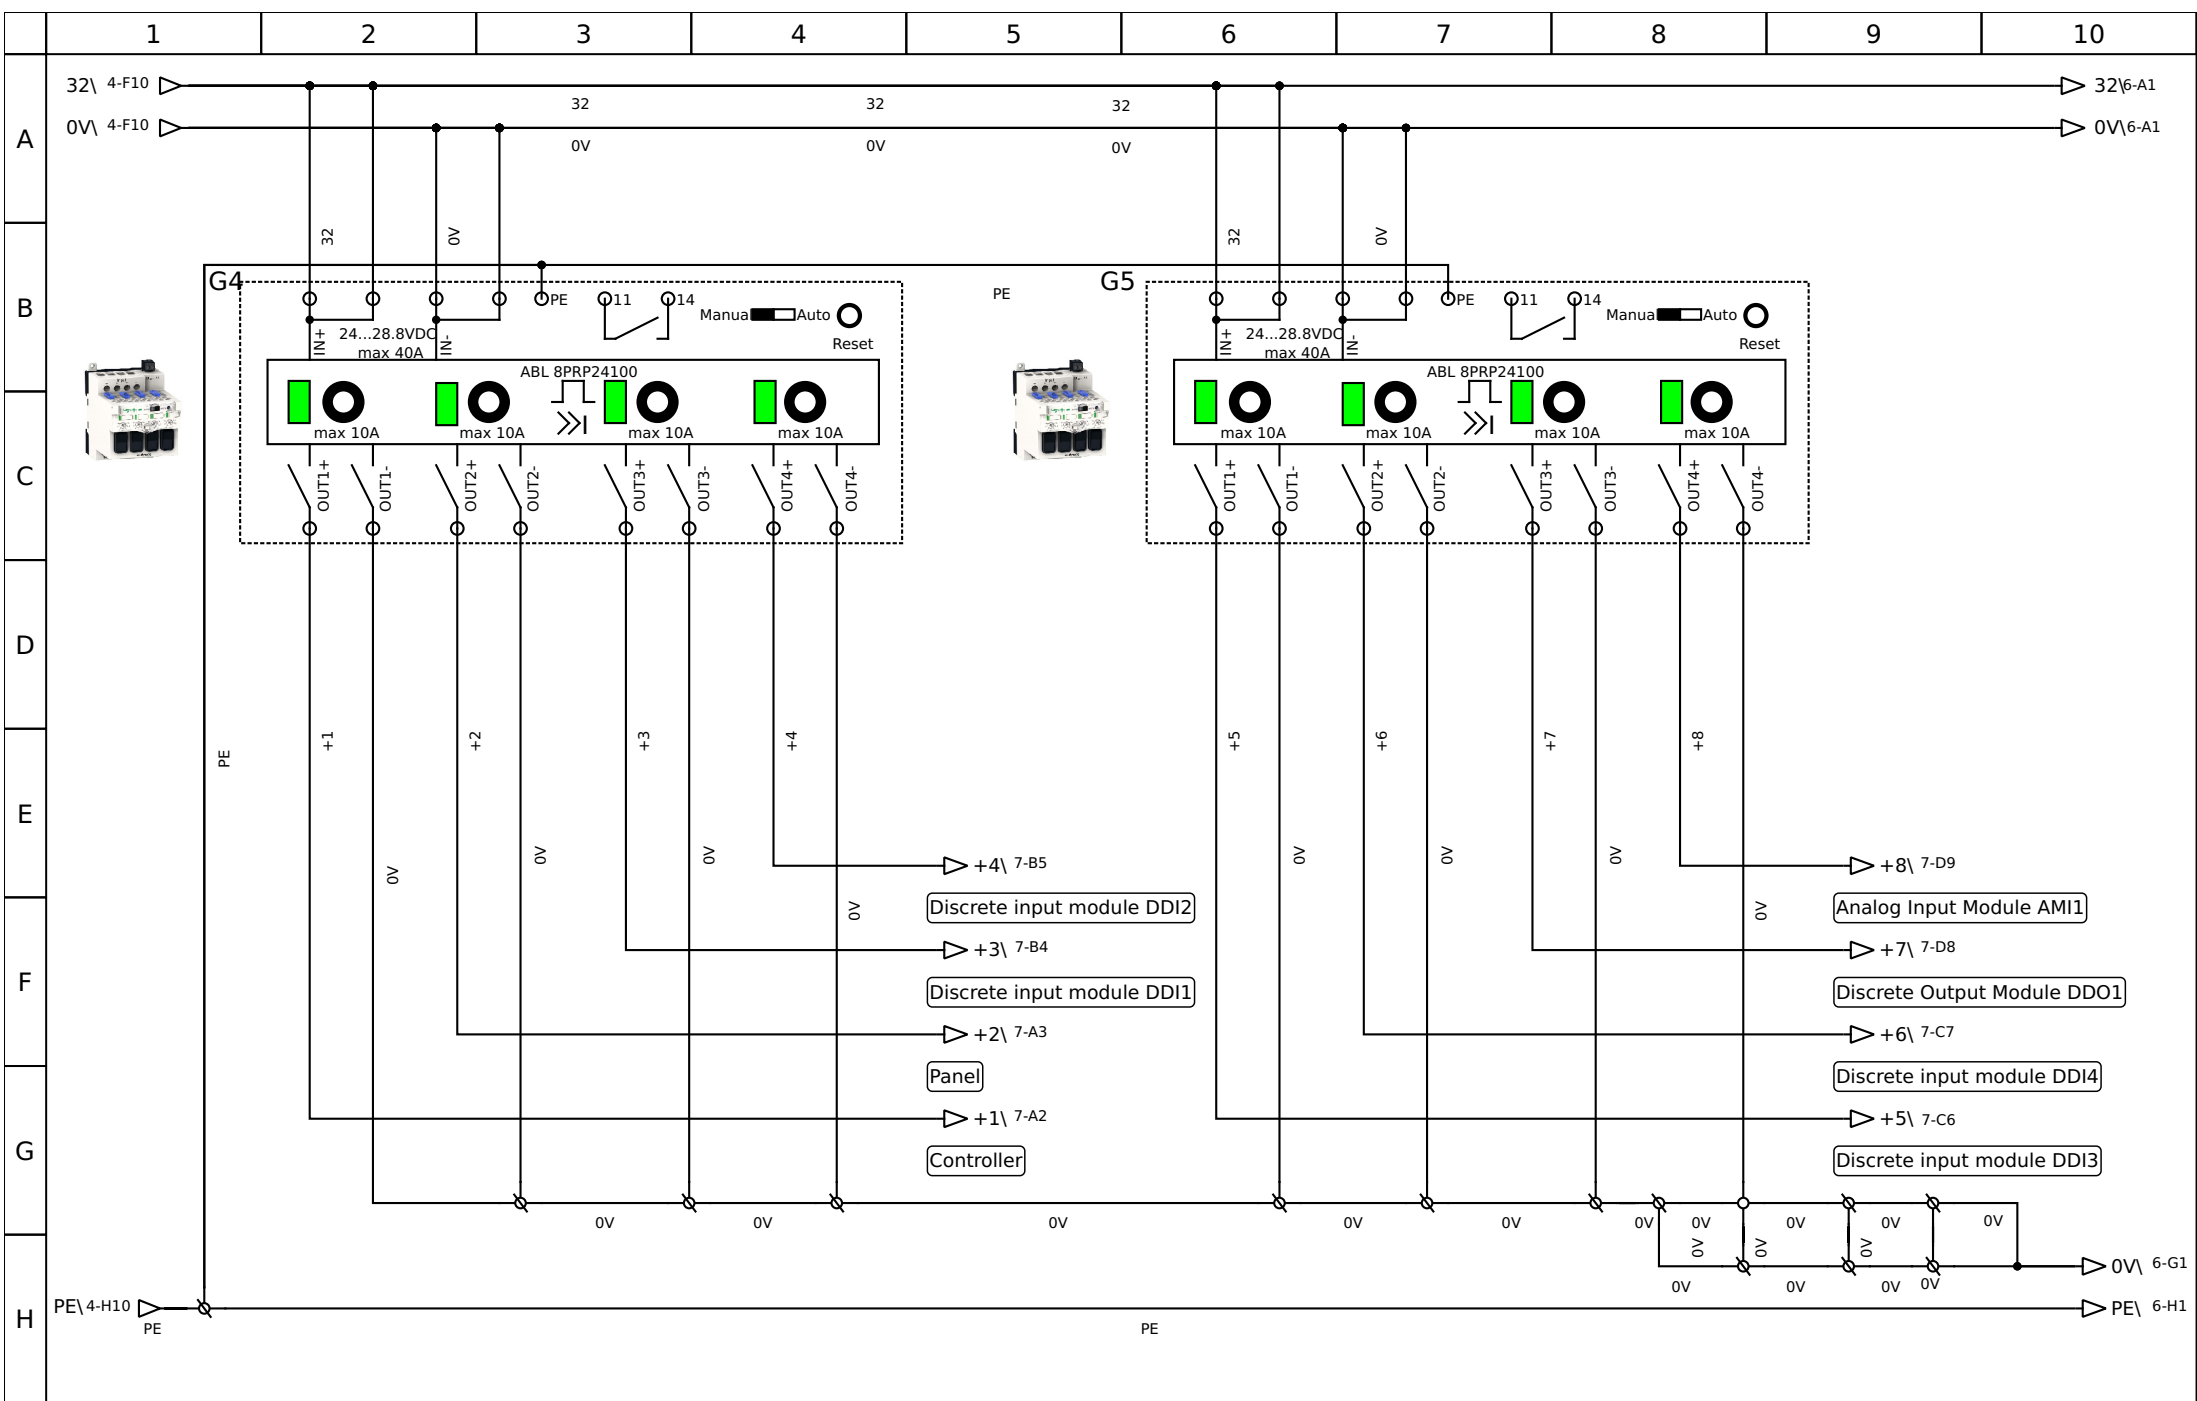 1 2 3 4 5 6 7 8 9 10
A
B
C
D
E
F
G
H
32\ 4-F10
32\6-A1
32 32 32
0V\ 4-F10
0V\6-A1
0V 0V 0V
32 0V 32 0V
PE
G4
PE 11 14
Manual Auto
Reset
IN+ 24...28.8VDC IN-
max 40A
ABL 8PRP24100
max 10A max 10A max 10A max 10A
OUT1+ OUT1- OUT2+ OUT2- OUT3+ OUT3- OUT4+ OUT4-
G5
PE 11 14
Manual Auto
Reset
IN+ 24...28.8VDC IN-
max 40A
ABL 8PRP24100
max 10A max 10A max 10A max 10A
OUT1+ OUT1- OUT2+ OUT2- OUT3+ OUT3- OUT4+ OUT4-
PE +1 +2 +3 +4 +5 +6 +7 +8
0V 0V 0V 0V 0V 0V 0V 0V
+4\ 7-B5
Discrete input module DDI2
+3\ 7-B4
Discrete input module DDI1
+2\ 7-A3
Panel
+1\ 7-A2
Controller
+8\ 7-D9
Analog Input Module AMI1
+7\ 7-D8
Discrete Output Module DDO1
+6\ 7-C7
Discrete input module DDI4
+5\ 7-C6
Discrete input module DDI3
0V 0V 0V 0V 0V 0V 0V 0V 0V 0V
0V 0V 0V
0V\ 6-G1
0V 0V 0V 0V
PE\ 4-H10
PE\ 6-H1
PE PE